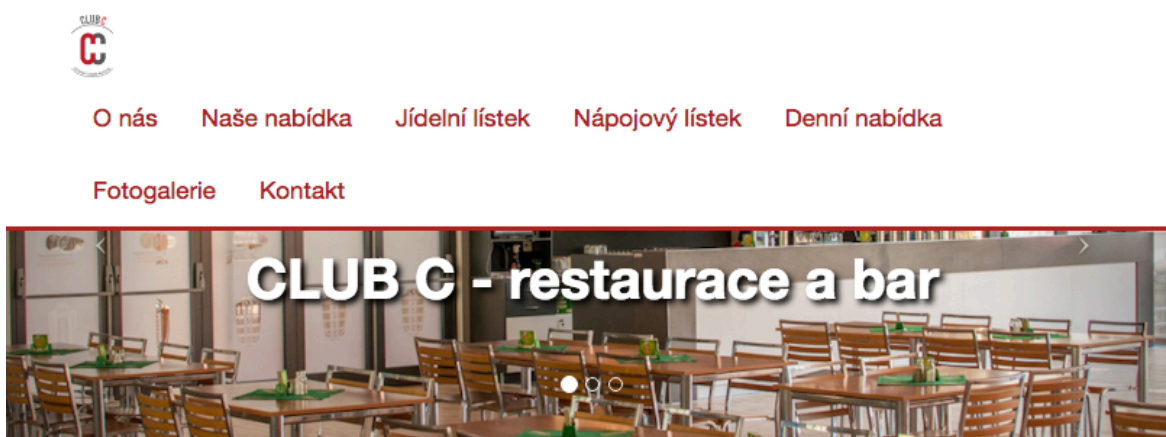 CLUB C
O nás Naše nabídka Jídelní lístek Nápojový lístek Denní nabídka
Fotogalerie Kontakt
CLUB C - restaurace a bar